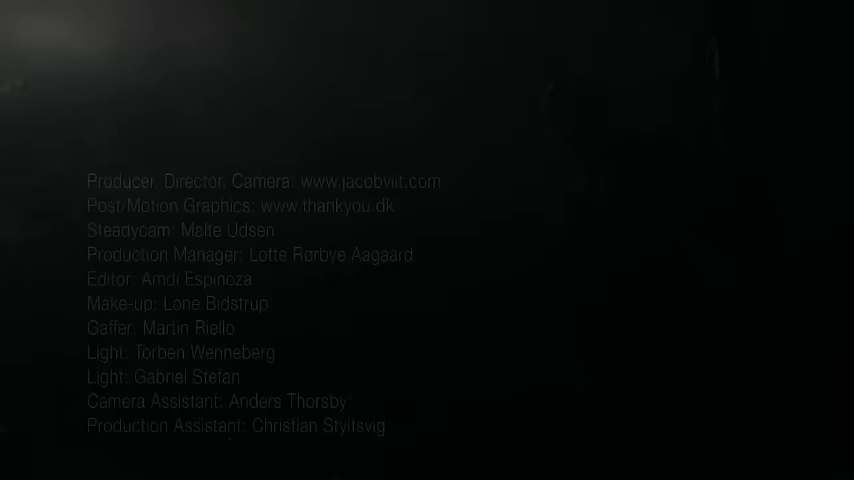 Producer, Director, Camera: www.jacobviit.com
Post/Motion Graphics: www.thankyou.dk
Steadycam: Malte Udsen
Production Manager: Lotte Rørbye Aagaard
Editor: Amdi Espinoza
Make-up: Lone Bidstrup
Gaffer: Martin Riello
Light: Torben Wenneberg
Light: Gabriel Stefan
Camera Assistant: Anders Thorsby
Production Assistant: Christian Styltsvig